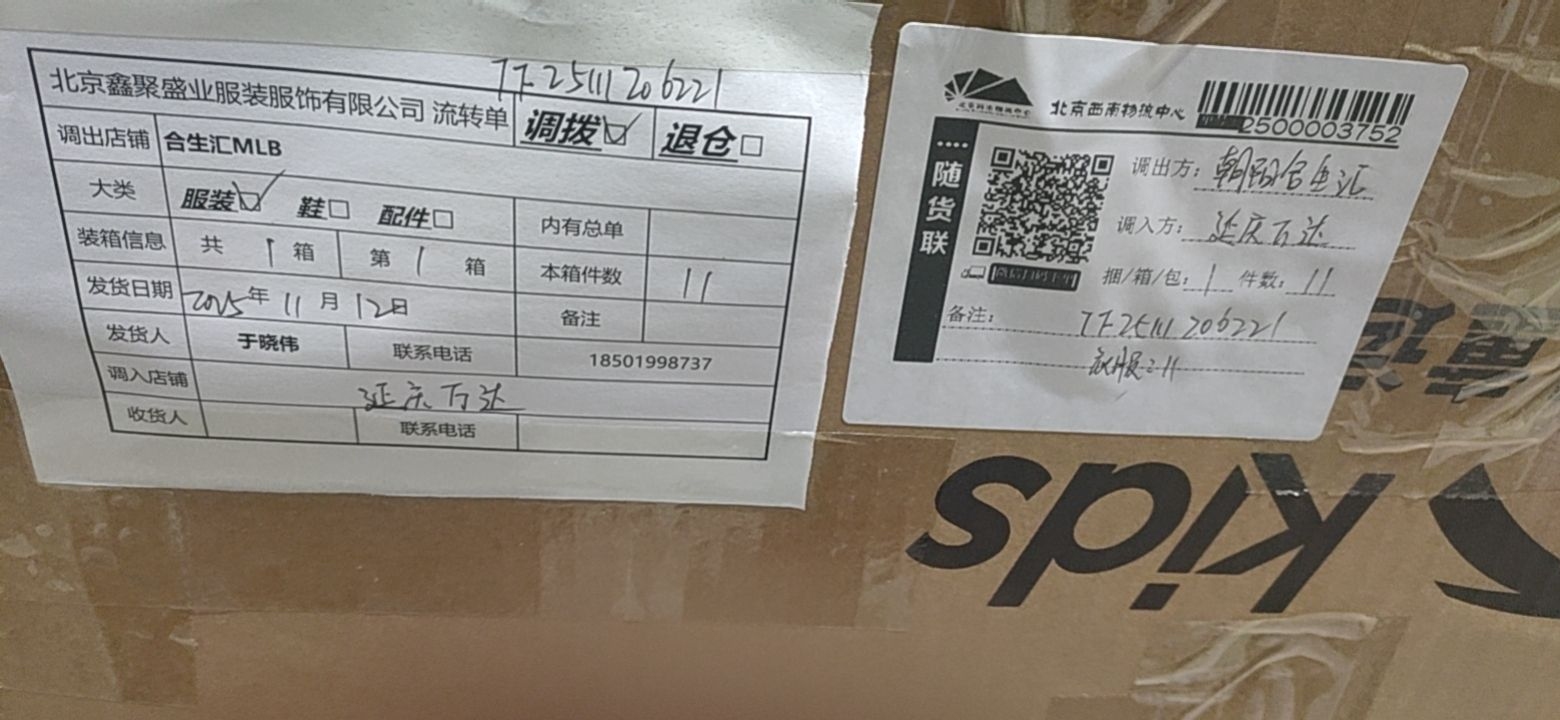 TF2511206221
北京鑫聚盛业服装服饰有限公司 流转单 调拨☑ 退仓□
调出店铺 合生汇MLB
大类 服装☑ 鞋□ 配件□ 内有总单
装箱信息 共 1 箱 第 1 箱 本箱件数 11
发货日期 2025年 11月 12日 备注
发货人 于晓伟 联系电话 18501998737
调入店铺 延庆万达
收货人 联系电话
北京西南物流中心
2500003752
随货联
调出方: 朝阳合生汇
调入方: 延庆万达
捆/箱/包: 1 件数: 11
备注: TF2511206221
衣服:11
kids